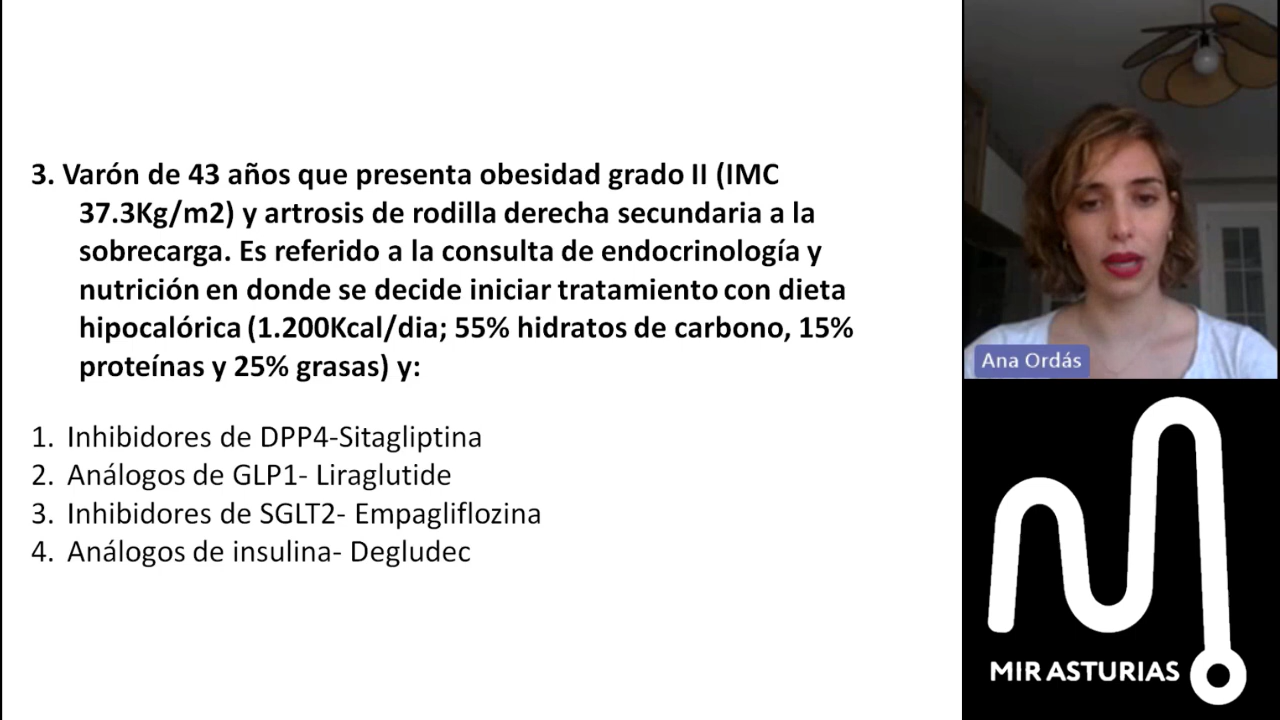 3. Varón de 43 años que presenta obesidad grado II (IMC
37.3Kg/m2) y artrosis de rodilla derecha secundaria a la
sobrecarga. Es referido a la consulta de endocrinología y
nutrición en donde se decide iniciar tratamiento con dieta
hipocalórica (1.200Kcal/dia; 55% hidratos de carbono, 15%
proteínas y 25% grasas) y:
1. Inhibidores de DPP4-Sitagliptina
2. Análogos de GLP1- Liraglutide
3. Inhibidores de SGLT2- Empagliflozina
4. Análogos de insulina- Degludec
Ana Ordás
MIR ASTURIAS